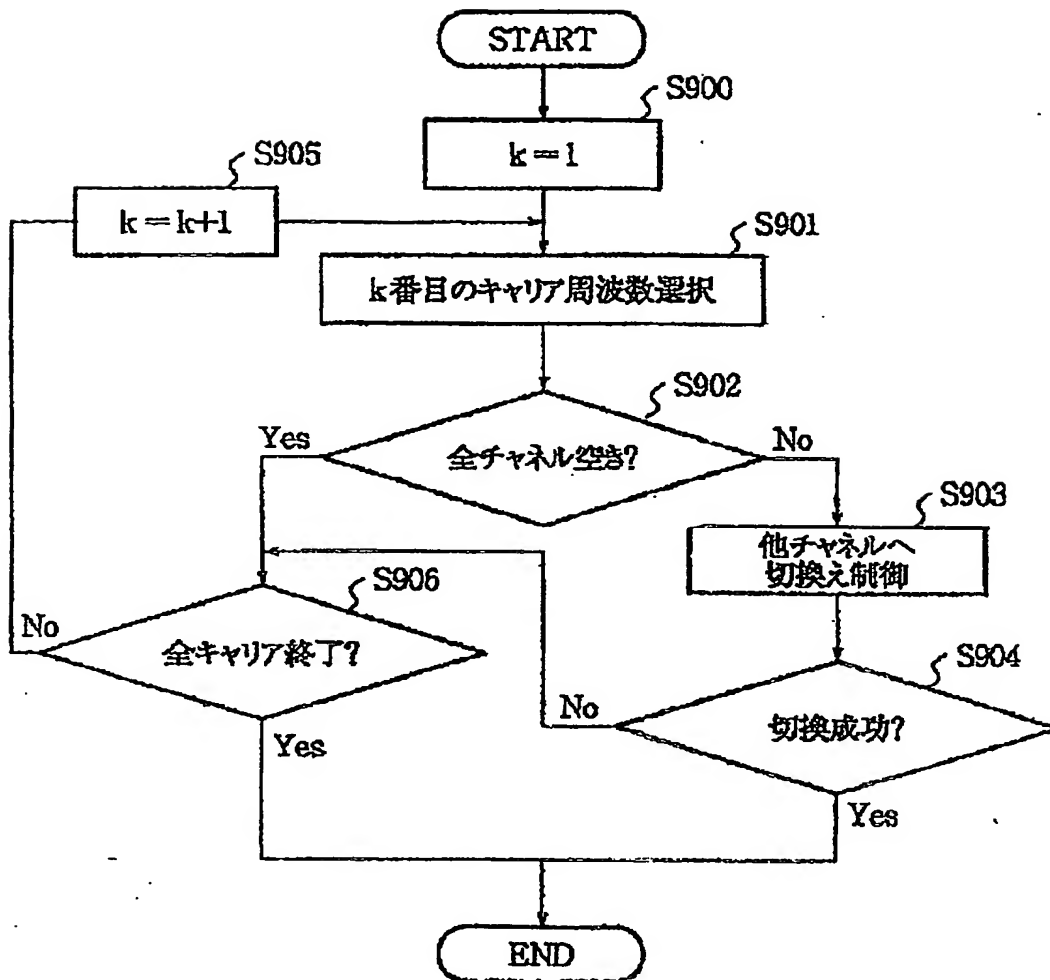 START
S900
k=1
S905
k=k+1
S901
k番目のキャリア周波数選択
S902
Yes
全チャネル空き?
No
S903
他チャネルへ
切換え制御
S906
No
全キャリア終了?
Yes
S904
No
切換成功?
Yes
END